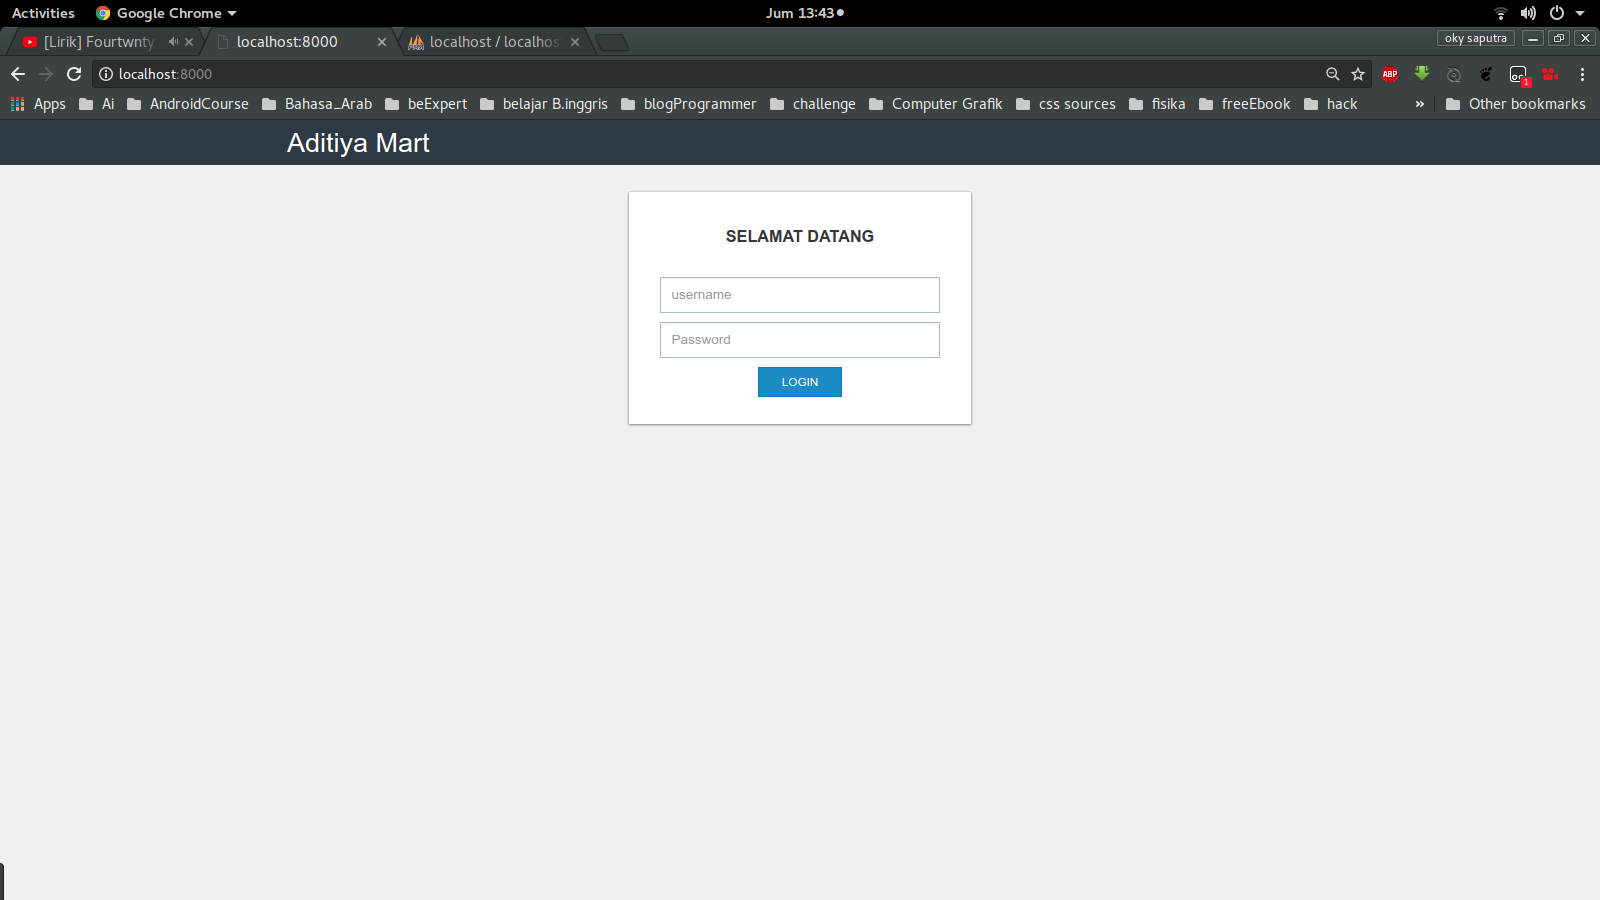 Activities Google Chrome Jum 13:43
[Lirik] Fourtwnty localhost:8000 localhost / localhos oky saputra
localhost:8000 ABP 1
Apps Ai AndroidCourse Bahasa_Arab beExpert belajar B.inggris blogProgrammer challenge Computer Grafik css sources fisika freeEbook hack » Other bookmarks
Aditiya Mart
SELAMAT DATANG
username
Password
LOGIN